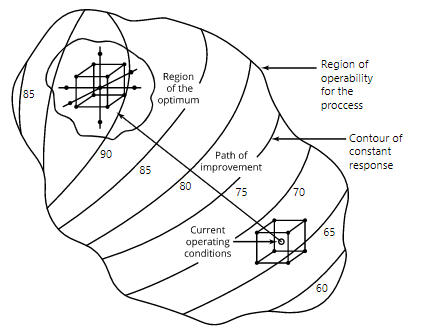 Region of
operability
for the
proccess
85
Region
of the
optimum
Contour of
constant
response
90
Path of
improvement
85
80
75
70
Current
operating
conditions
65
60